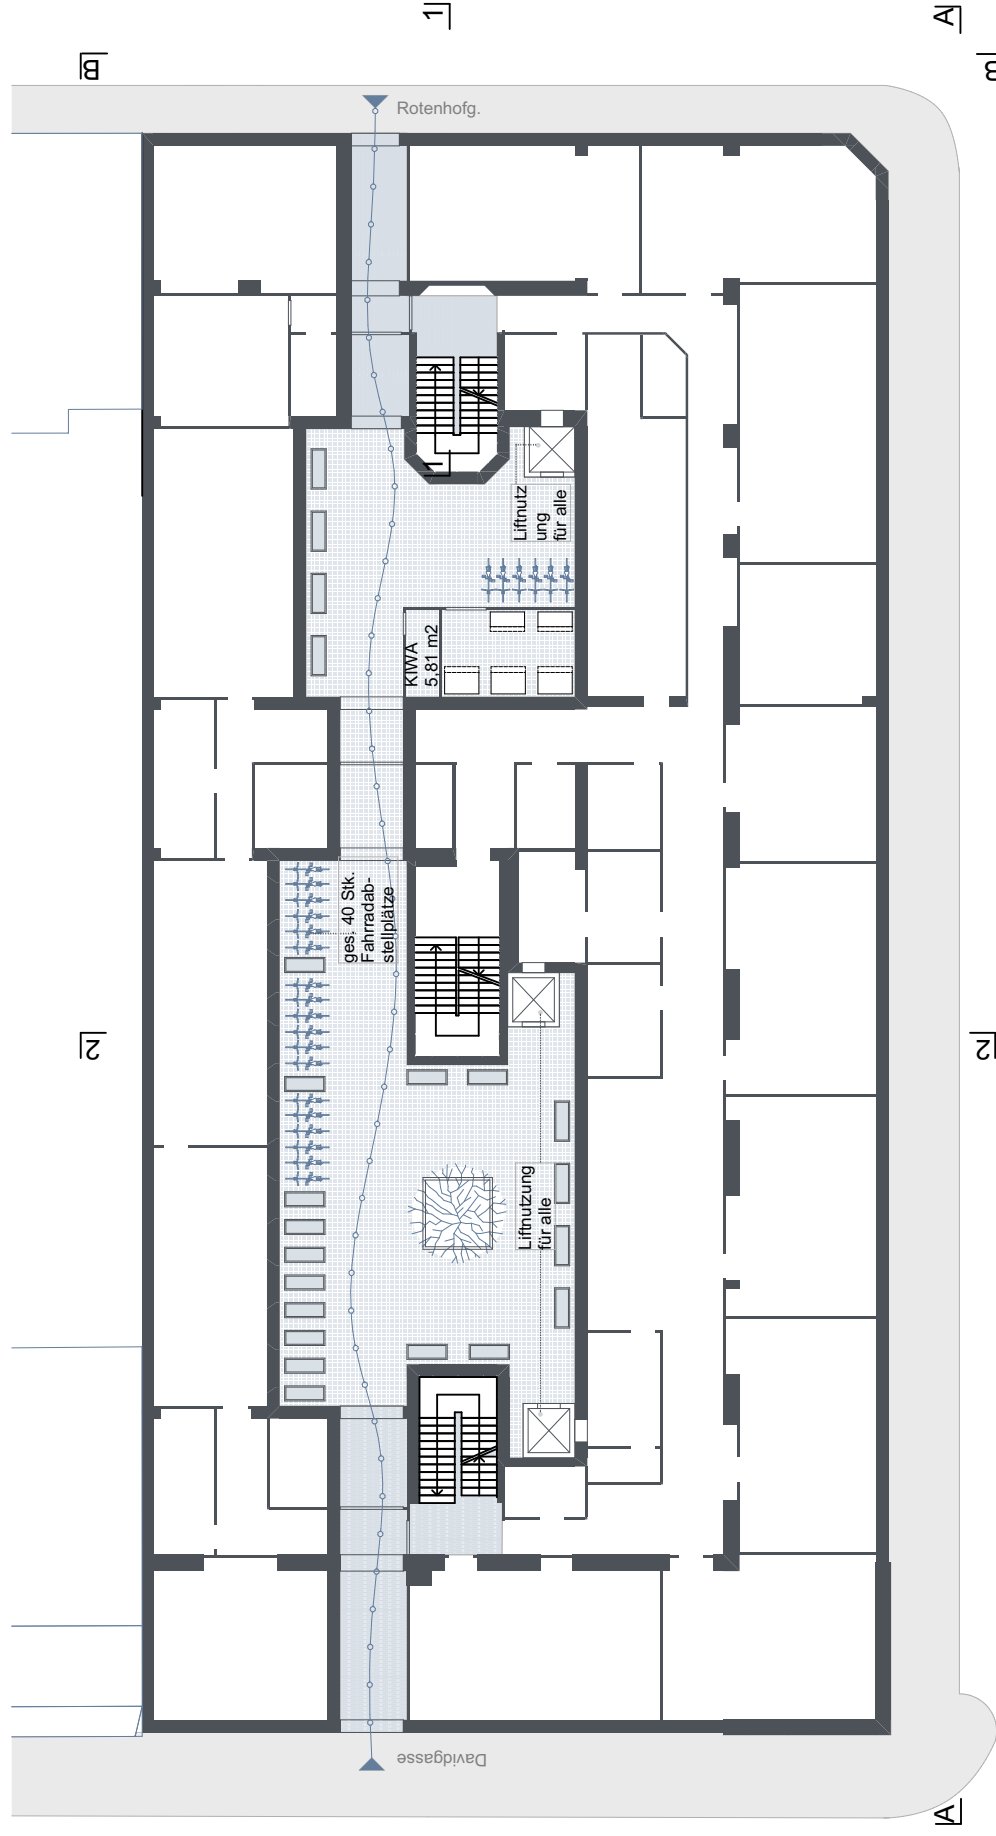 1
A
B
B
Rotenhofg.
1
Liftnutz
ung
für alle
KIWA
5,81 m2
ges. 40 Stk.
Fahrradab-
stellplätze
2
2
Liftnutzung
für alle
Davidgasse
A